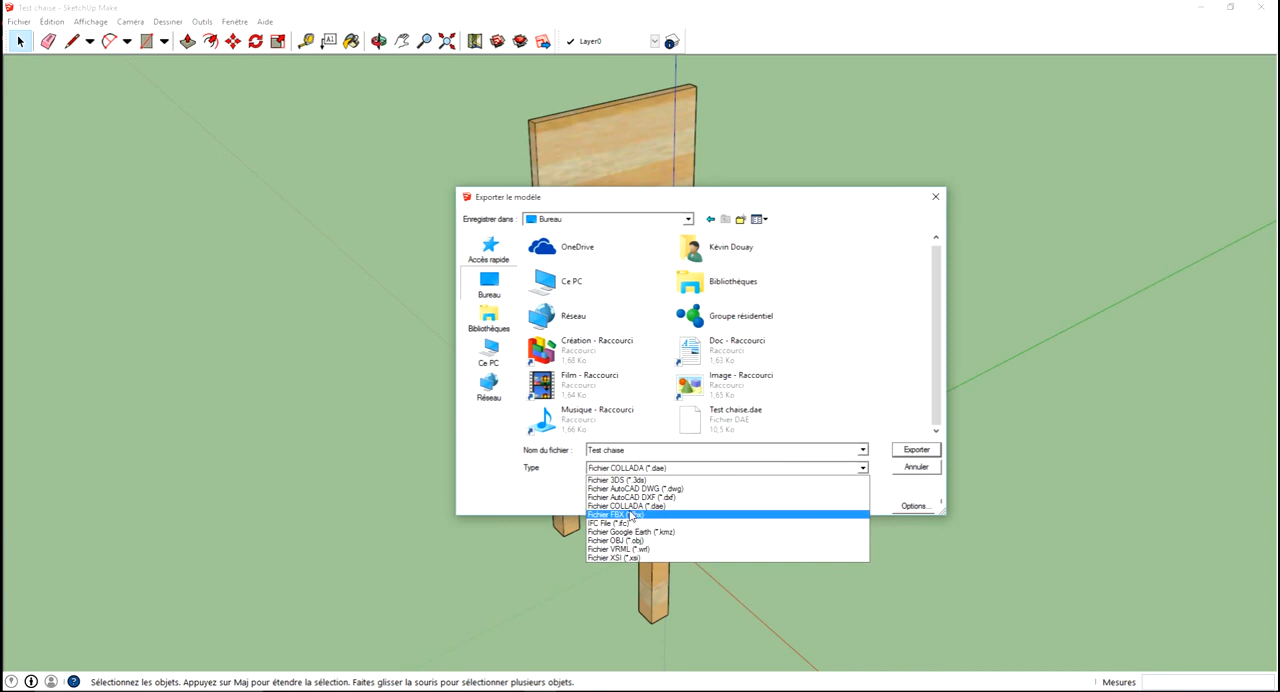 Test chaise - SketchUp Make
Fichier Édition Affichage Caméra Dessiner Outils Fenêtre Aide
A1 Layer0
Exporter le modèle
Enregistrer dans : Bureau
Accès rapide
Bureau
Bibliothèques
Ce PC
Réseau
OneDrive
Kévin Douay
Ce PC
Bibliothèques
Réseau
Groupe résidentiel
Création - Raccourci
Raccourci
1,68 Ko
Doc - Raccourci
Raccourci
1,63 Ko
Film - Raccourci
Raccourci
1,64 Ko
Image - Raccourci
Raccourci
1,65 Ko
Musique - Raccourci
Raccourci
1,66 Ko
Test chaise.dae
Fichier DAE
10,5 Ko
Nom du fichier : Test chaise Exporter
Type Fichier COLLADA (*.dae) Annuler
Fichier 3DS (*.3ds)
Fichier AutoCAD DWG (*.dwg)
Fichier AutoCAD DXF (*.dxf)
Fichier COLLADA (*.dae)
Options...
Fichier FBX
IFC File (*.ifc)
Fichier Google Earth (*.kmz)
Fichier OBJ (*.obj)
Fichier VRML (*.wrl)
Fichier XSI (*.xsi)
Sélectionnez les objets. Appuyez sur Maj pour étendre la sélection. Faites glisser la souris pour sélectionner plusieurs objets. Mesures